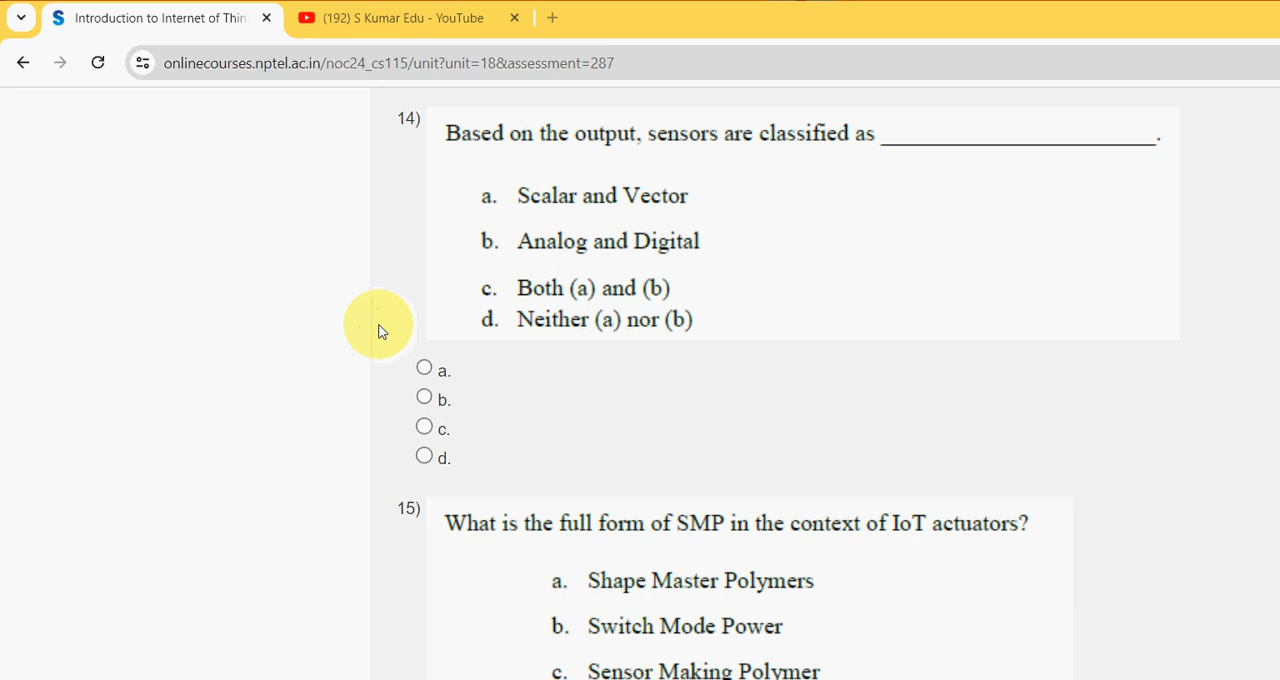 Introduction to Internet of Thin
(192) S Kumar Edu - YouTube
onlinecourses.nptel.ac.in/noc24_cs115/unit?unit=18&assessment=287
14)
Based on the output, sensors are classified as ______________________.
a. Scalar and Vector
b. Analog and Digital
c. Both (a) and (b)
d. Neither (a) nor (b)
a.
b.
c.
d.
15)
What is the full form of SMP in the context of IoT actuators?
a. Shape Master Polymers
b. Switch Mode Power
c. Sensor Making Polymer